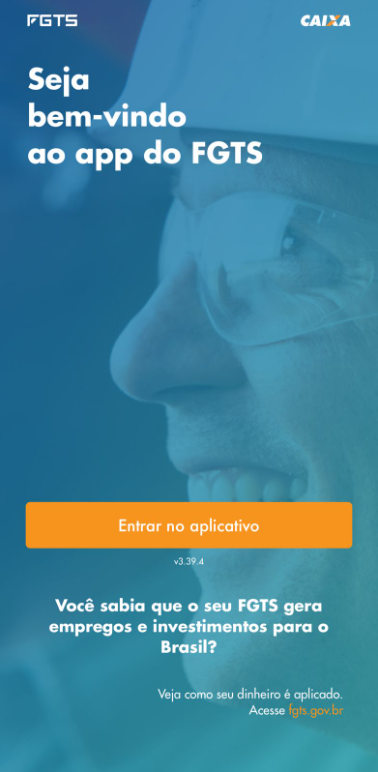 FGTS
CAIXA
Seja
bem-vindo
ao app do FGTS
Entrar no aplicativo
v3.39.4
Você sabia que o seu FGTS gera
empregos e investimentos para o
Brasil?
Veja como seu dinheiro é aplicado.
Acesse fgts.gov.br